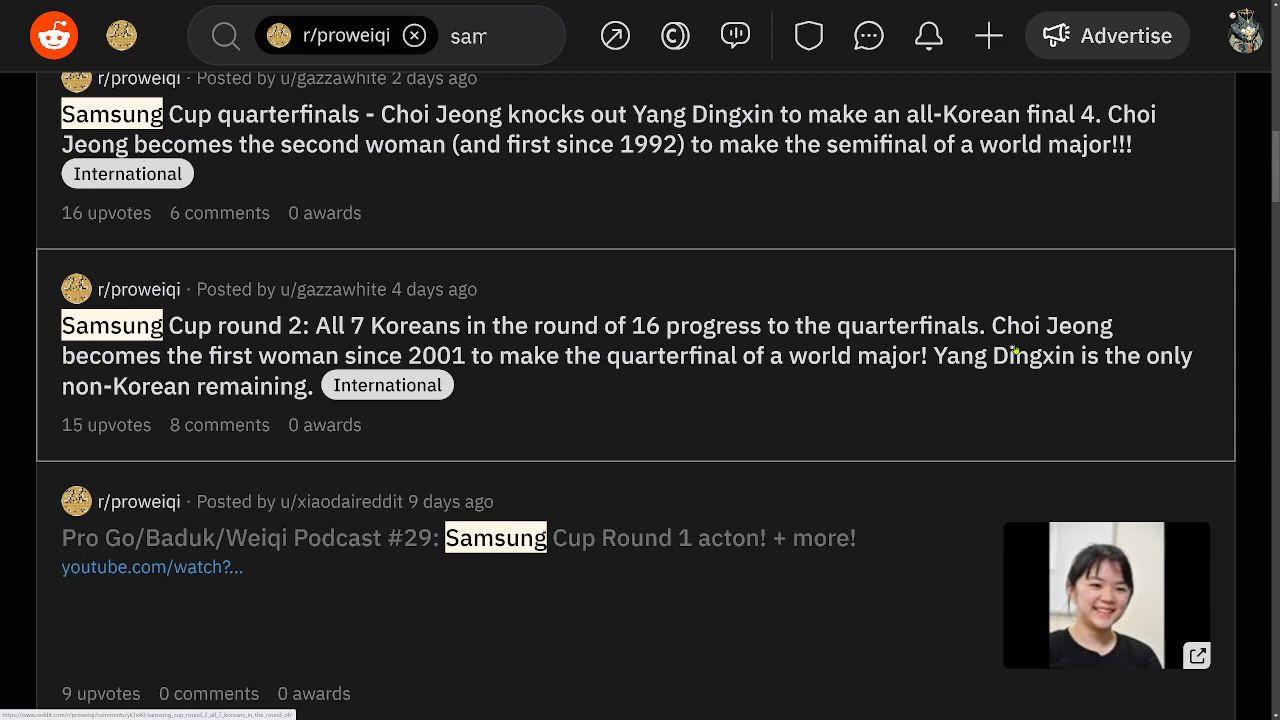 r/proweiqi
sam
Advertise
r/proweiqi · Posted by u/gazzawhite 2 days ago
Samsung Cup quarterfinals - Choi Jeong knocks out Yang Dingxin to make an all-Korean final 4. Choi
Jeong becomes the second woman (and first since 1992) to make the semifinal of a world major!!!
International
16 upvotes 6 comments 0 awards
r/proweiqi · Posted by u/gazzawhite 4 days ago
Samsung Cup round 2: All 7 Koreans in the round of 16 progress to the quarterfinals. Choi Jeong
becomes the first woman since 2001 to make the quarterfinal of a world major! Yang Dingxin is the only
non-Korean remaining. International
15 upvotes 8 comments 0 awards
r/proweiqi · Posted by u/xiaodaireddit 9 days ago
Pro Go/Baduk/Weiqi Podcast #29: Samsung Cup Round 1 acton! + more!
youtube.com/watch?...
9 upvotes 0 comments 0 awards